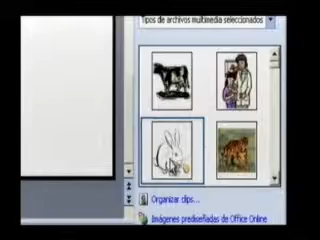 Tipos de archivos multimedia seleccionados
Organizar clips...
Imágenes prediseñadas de Office Online